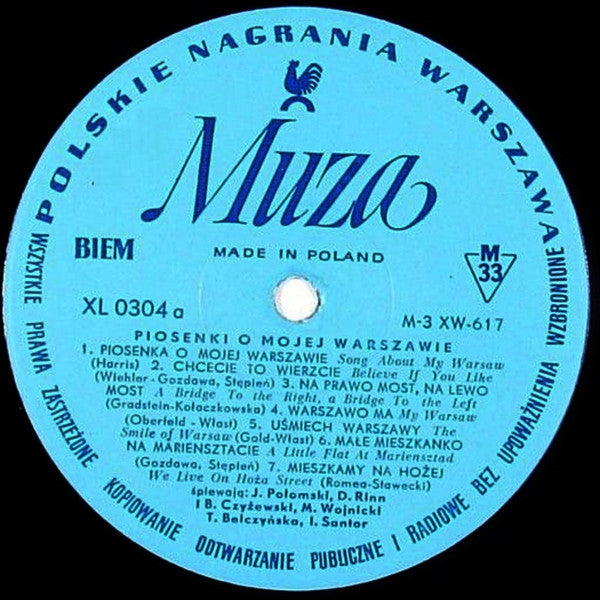 POLSKIE NAGRANIA WARSZAWA
Muza
MADE IN POLAND
BIEM
M
33
XL 0304 a
M-3 XW-617
PIOSENKI O MOJEJ WARSZAWIE
1. PIOSENKA O MOJEJ WARSZAWIE Song About My Warsaw
(Harris) 2. CHCECIE TO WIERZCIE Believe If You Like
(Wiehler - Gozdawa, Stępień) 3. NA PRAWO MOST, NA LEWO
MOST A Bridge To the Right, a Bridge To the Left
(Gradstein-Kołaczkowska) 4. WARSZAWO MA My Warsaw
(Oberfeld - Włast) 5. UŚMIECH WARSZAWY The
Smile of Warsaw (Gold-Włast) 6. MAŁE MIESZKANKO
NA MARIENSZTACIE A Little Flat At Mariensztad
(Gozdawa, Stępień) 7. MIESZKAMY NA HOŻEJ
We Live On Hoża Street (Romea-Sławecki)
śpiewają: J. Połomski, D. Rinn
i B. Czyżewski, M. Wojnicki
T. Belczyńska, I. Santor
WSZYSTKIE PRAWA ZASTRZEŻONE KOPIOWANIE ODTWARZANIE PUBLICZNE I RADIOWE BEZ UPOWAŻNIENIA WZBRONIONE